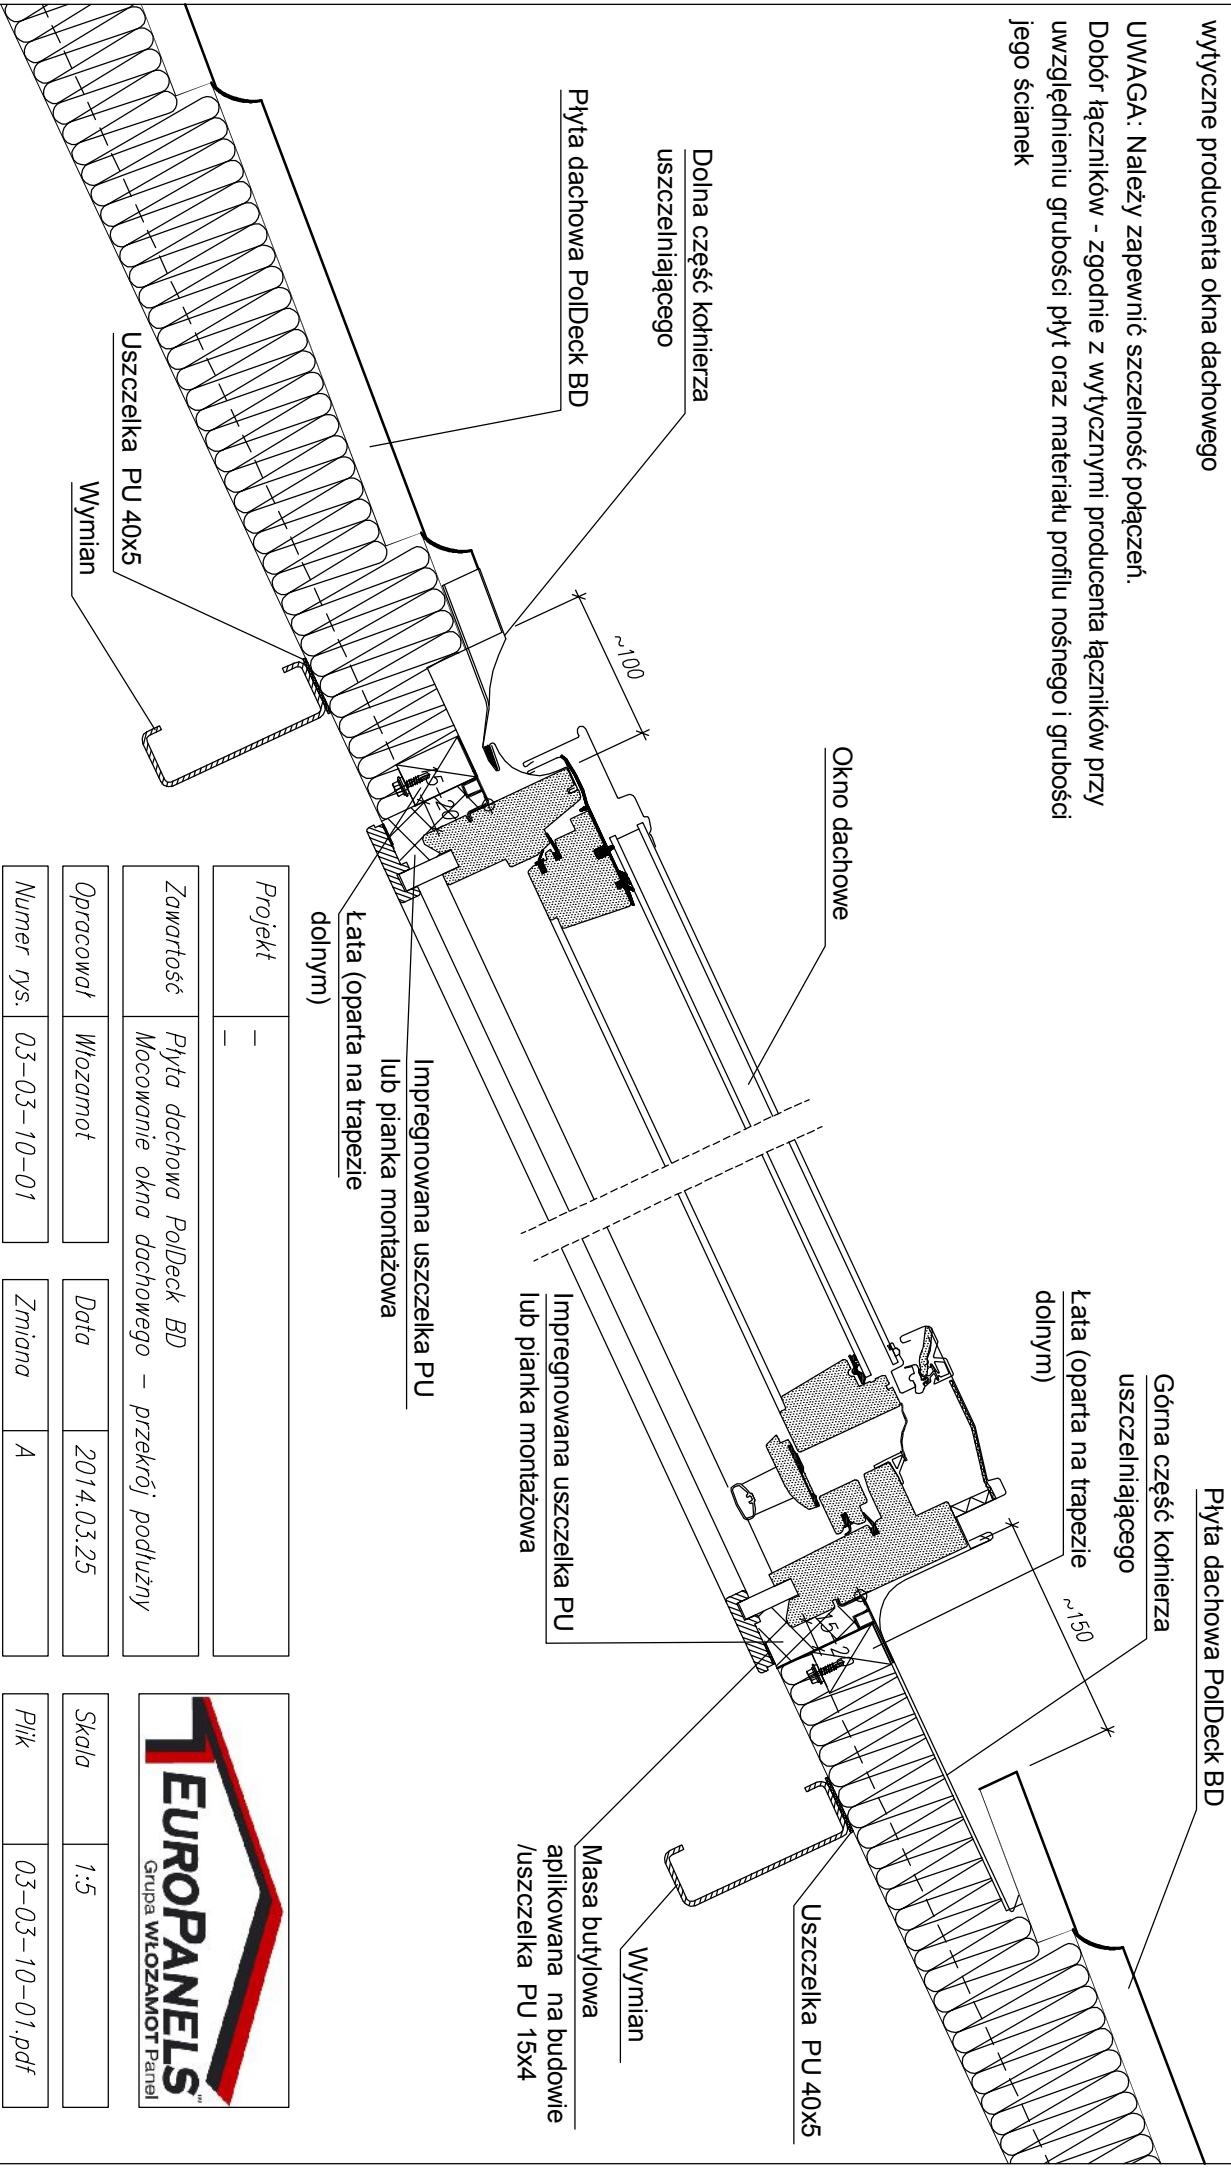 wytyczne producenta okna dachowego
UWAGA: Należy zapewnić szczelność połączeń.
Dobór łączników - zgodnie z wytycznymi producenta łączników przy
uwzględnieniu grubości płyt oraz materiału profilu nośnego i grubości
jego ścianek
Płyta dachowa PolDeck BD
Górna część kołnierza
uszczelniającego
Łata (oparta na trapezie
dolnym)
~150
Okno dachowe
Dolna część kołnierza
uszczelniającego
~100
Płyta dachowa PolDeck BD
Uszczelka PU 40x5
Wymian
15-20
15-2
Uszczelka PU 40x5
Wymian
Masa butylowa
aplikowana na budowie
/uszczelka PU 15x4
Impregnowana uszczelka PU
lub pianka montażowa
Impregnowana uszczelka PU
lub pianka montażowa
Łata (oparta na trapezie
dolnym)
Projekt
–
–
Zawartość
Płyta dachowa PolDeck BD
Mocowanie okna dachowego – przekrój podłużny
Opracował Włozamot
Data 2014.03.25
Skala 1:5
Numer rys. 03-03-10-01
Zmiana A
Plik 03-03-10-01.pdf
EUROPANELS™
Grupa WŁOZAMOT Panel